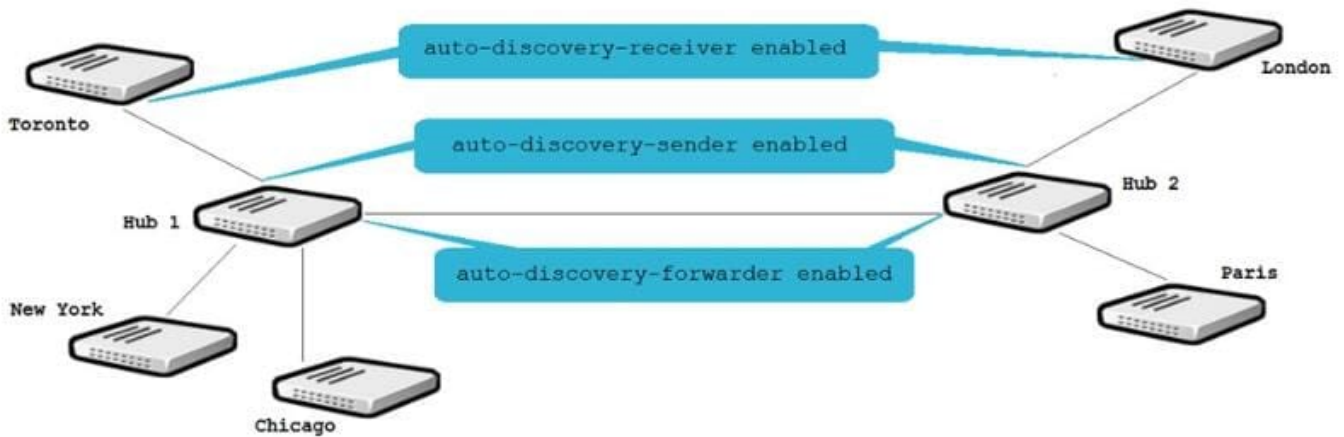 auto-discovery-receiver enabled
London
Toronto
auto-discovery-sender enabled
Hub 2
Hub 1
auto-discovery-forwarder enabled
Paris
New York
Chicago